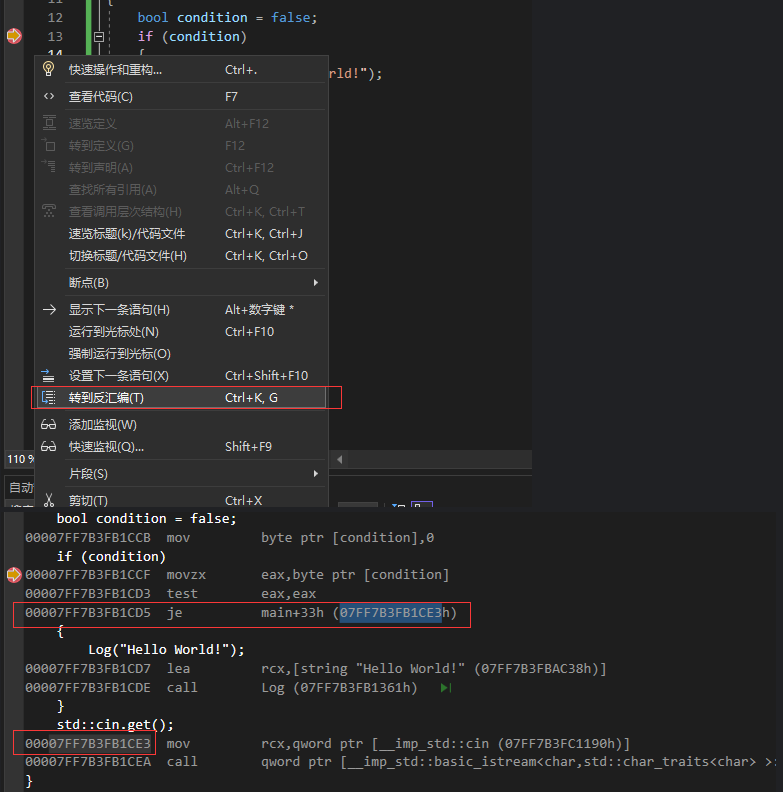 11 {
12 bool condition = false;
13 if (condition)
14 {
rld!");
快速操作和重构... Ctrl+.
查看代码(C) F7
速览定义 Alt+F12
转到定义(G) F12
转到声明(A) Ctrl+F12
查找所有引用(A) Alt+Q
查看调用层次结构(H) Ctrl+K, Ctrl+T
速览标题(k)/代码文件 Ctrl+K, Ctrl+J
切换标题/代码文件(H) Ctrl+K, Ctrl+O
断点(B)
显示下一条语句(H) Alt+数字键 *
运行到光标处(N) Ctrl+F10
强制运行到光标(O)
设置下一条语句(X) Ctrl+Shift+F10
转到反汇编(T) Ctrl+K, G
添加监视(W)
快速监视(Q)... Shift+F9
110 %
片段(S)
自动
剪切(T) Ctrl+X
bool condition = false;
00007FF7B3FB1CCB mov byte ptr [condition],0
if (condition)
00007FF7B3FB1CCF movzx eax,byte ptr [condition]
00007FF7B3FB1CD3 test eax,eax
00007FF7B3FB1CD5 je main+33h (07FF7B3FB1CE3h)
{
Log("Hello World!");
00007FF7B3FB1CD7 lea rcx,[string "Hello World!" (07FF7B3FBAC38h)]
00007FF7B3FB1CDE call Log (07FF7B3FB1361h)
}
std::cin.get();
00007FF7B3FB1CE3 mov rcx,qword ptr [__imp_std::cin (07FF7B3FC1190h)]
00007FF7B3FB1CEA call qword ptr [__imp_std::basic_istream<char,std::char_traits<char> >:
}